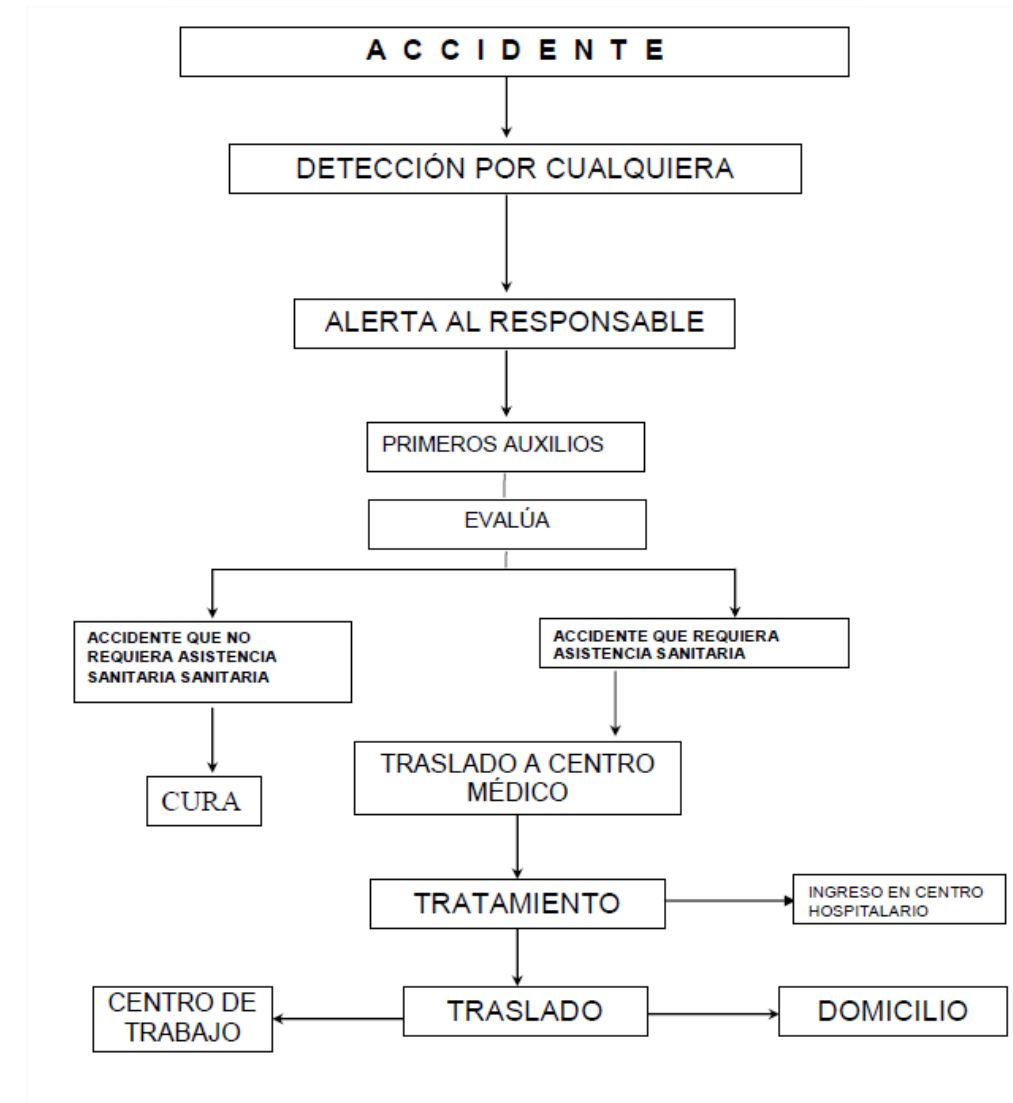 A C C I D E N T E
DETECCIÓN POR CUALQUIERA
ALERTA AL RESPONSABLE
PRIMEROS AUXILIOS
EVALÚA
ACCIDENTE QUE NO
REQUIERA ASISTENCIA
SANITARIA SANITARIA
ACCIDENTE QUE REQUIERA
ASISTENCIA SANITARIA
CURA
TRASLADO A CENTRO
MÉDICO
TRATAMIENTO
INGRESO EN CENTRO
HOSPITALARIO
CENTRO DE
TRABAJO
TRASLADO
DOMICILIO